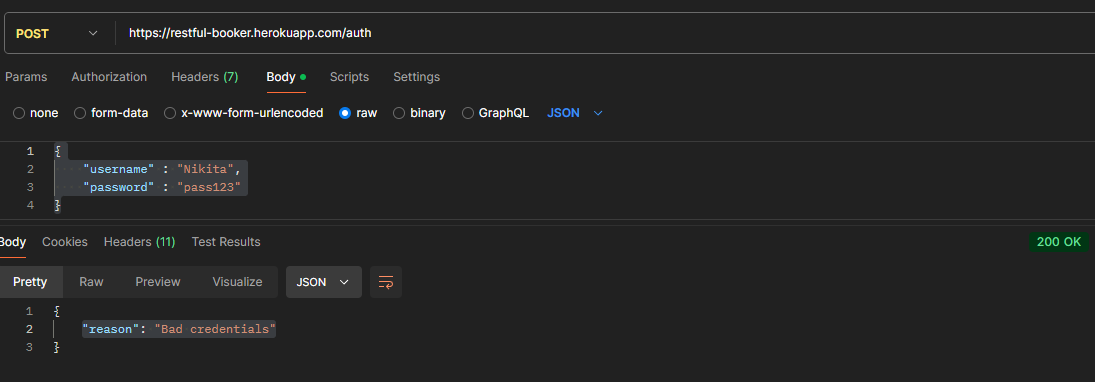 POST https://restful-booker.herokuapp.com/auth
Params Authorization Headers (7) Body Scripts Settings
none form-data x-www-form-urlencoded raw binary GraphQL JSON
1 {
2 "username" : "Nikita",
3 "password" : "pass123"
4 }
Body Cookies Headers (11) Test Results 200 OK
Pretty Raw Preview Visualize JSON
1 {
2 "reason": "Bad credentials"
3 }